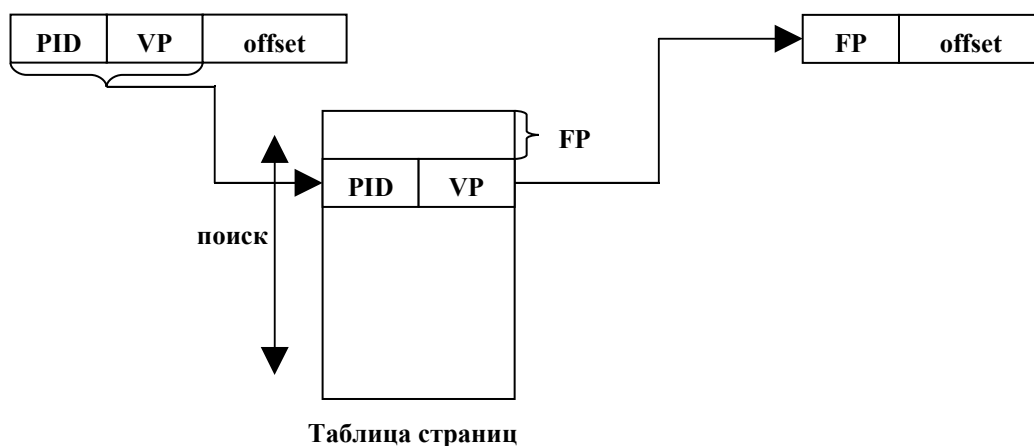 PID VP offset
FP offset
FP
PID VP
поиск
Таблица страниц